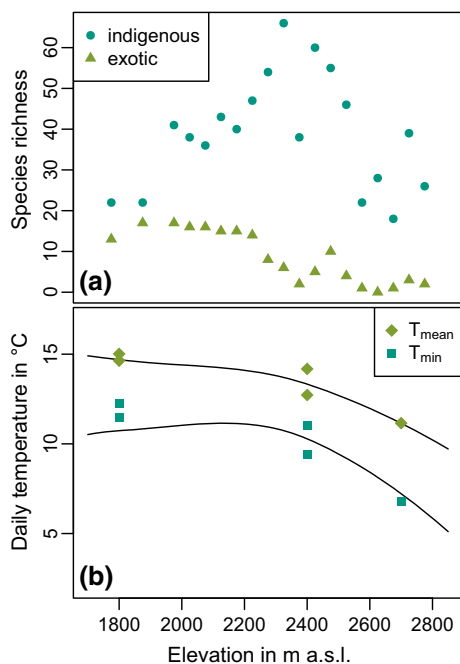 indigenous
exotic
Species richness
60
50
40
30
20
10
0
(a)
T_mean
T_min
Daily temperature in °C
15
10
5
(b)
1800 2000 2200 2400 2600 2800
Elevation in m a.s.l.